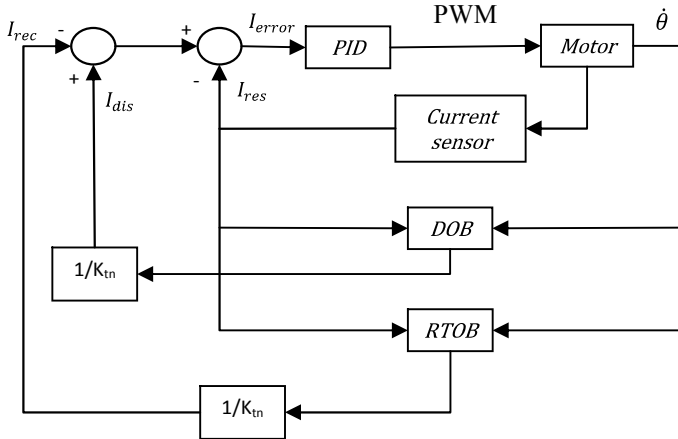 I_rec - + I_error PID PWM Motor θ̇
+ - I_res
I_dis
Current
sensor
DOB
1/K_tn
RTOB
1/K_tn